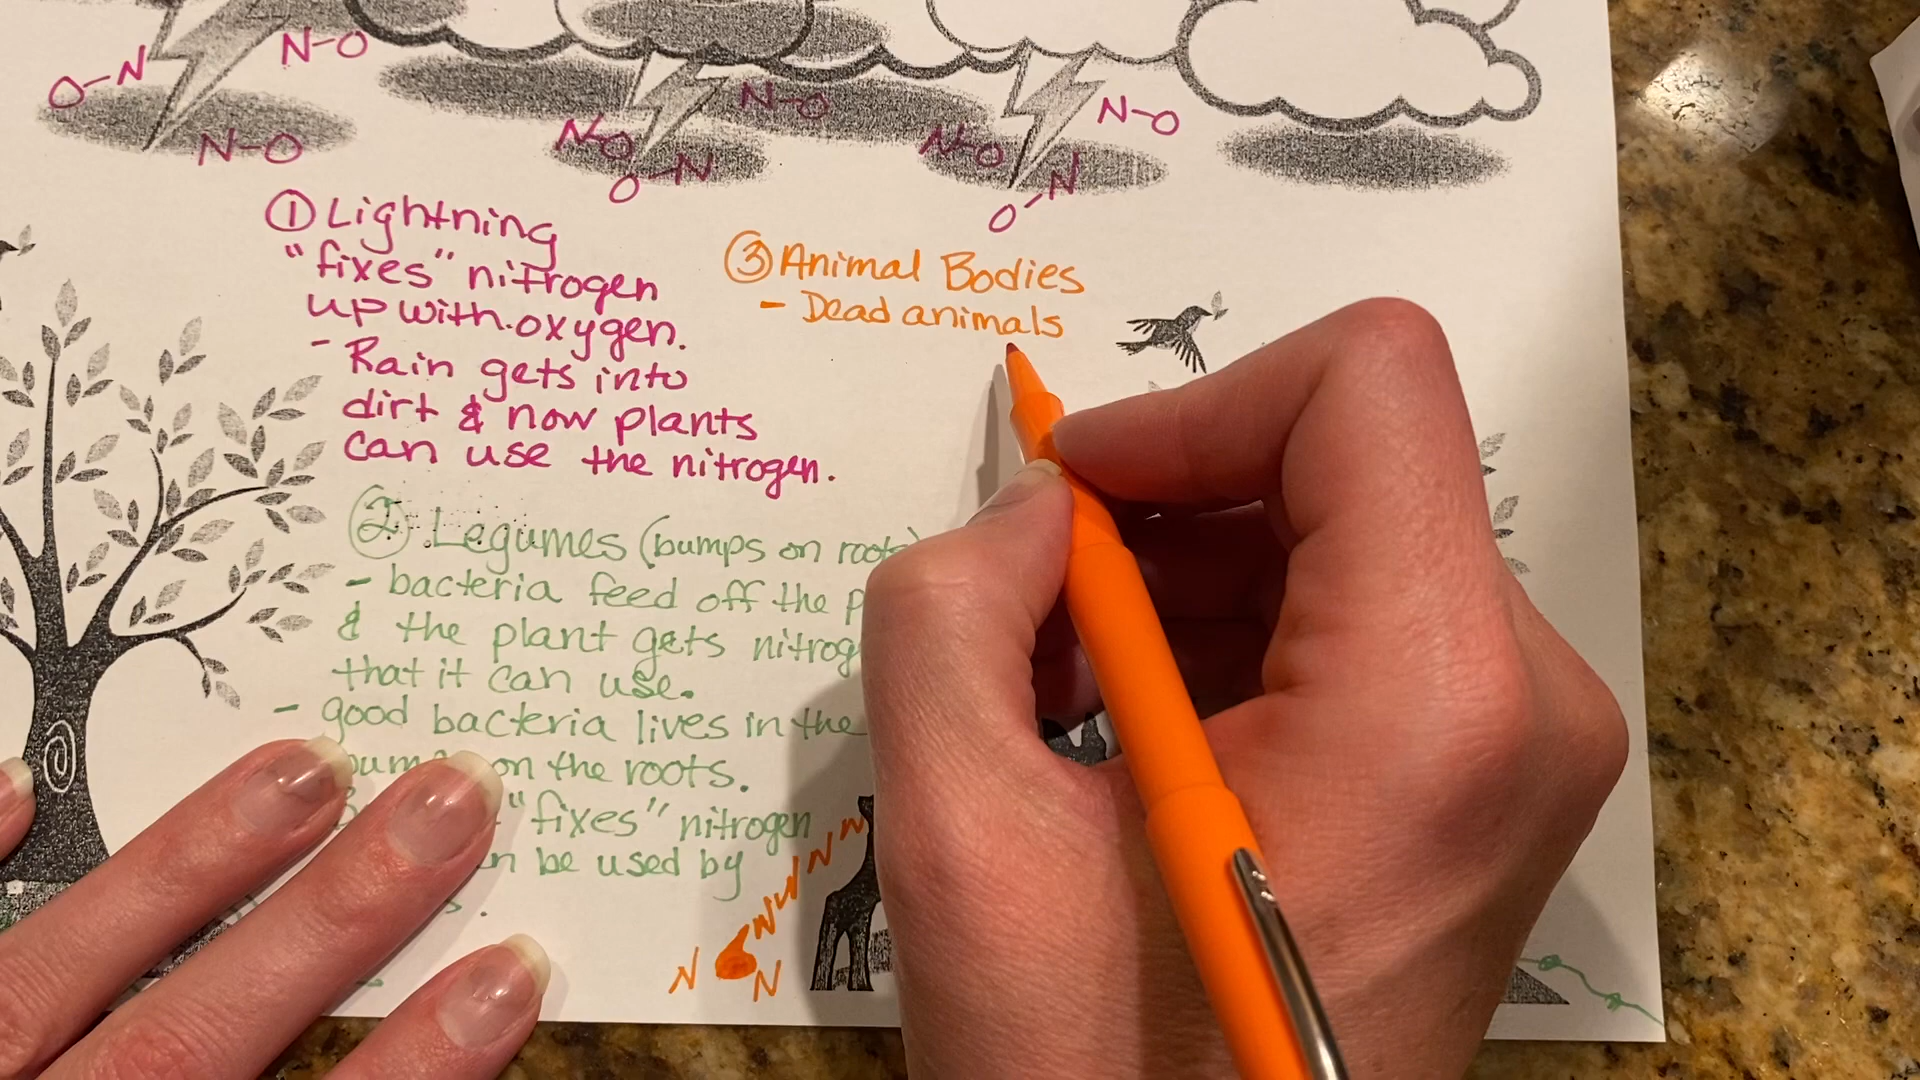 N-O
O-N
N-O
N-O
N-O
O-N
N-O
N-O
N-O
O-N
① Lightning
"fixes" nitrogen
up with oxygen.
- Rain gets into
dirt & now plants
can use the nitrogen.
② Legumes (bumps on roots)
- bacteria feed off the
& the plant gets
that it can use.
- good bacteria lives in the
on the roots.
"fixes" nitrogen
be used by
③ Animal Bodies
- Dead animals
N N N N N
N N